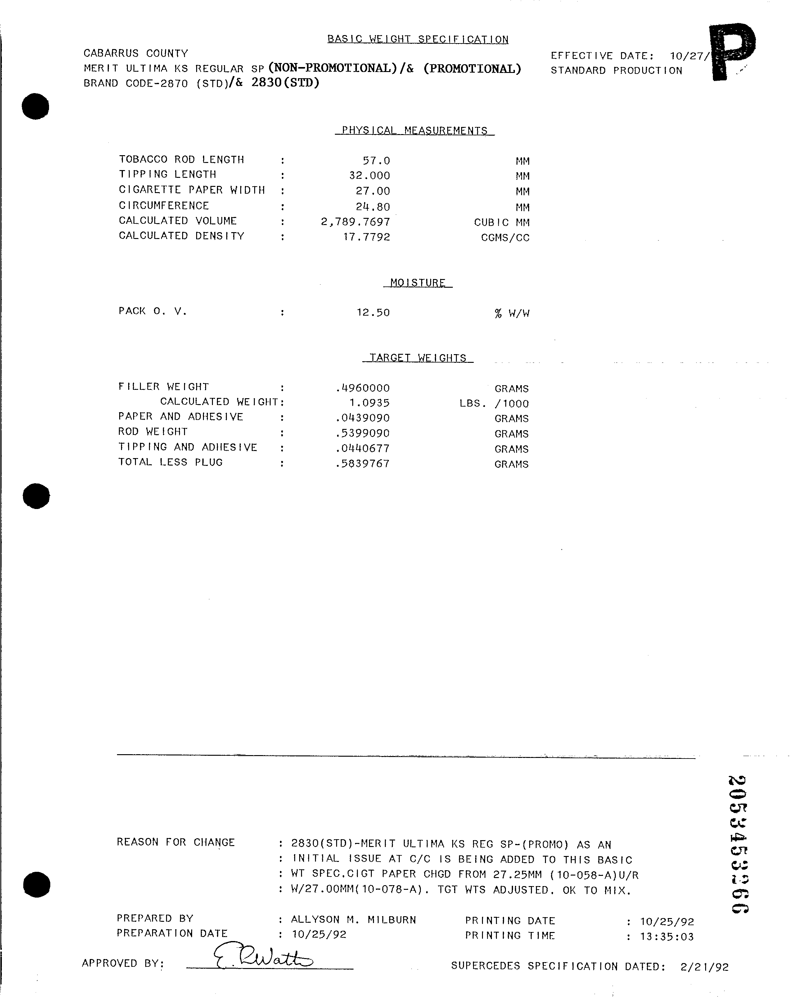 BASIC WEIGHT SPECIFICATION
P
CABARRUS COUNTY EFFECTIVE DATE: 10/27/
MERIT ULTIMA KS REGULAR SP (NON-PROMOTIONAL)/& (PROMOTIONAL) STANDARD PRODUCTION
BRAND CODE-2870 (STD)/& 2830(STD)
PHYSICAL MEASUREMENTS
TOBACCO ROD LENGTH : 57.0 MM
TIPPING LENGTH : 32.000 MM
CIGARETTE PAPER WIDTH : 27.00 MM
CIRCUMFERENCE : 24.80 MM
CALCULATED VOLUME : 2,789.7697 CUBIC MM
CALCULATED DENSITY : 17.7792 CGMS/CC
MOISTURE
PACK O. V. : 12.50 % W/W
TARGET WEIGHTS
FILLER WEIGHT : .4960000 GRAMS
CALCULATED WEIGHT: 1.0935 LBS. /1000
PAPER AND ADHESIVE : .0439090 GRAMS
ROD WEIGHT : .5399090 GRAMS
TIPPING AND ADHESIVE : .0440677 GRAMS
TOTAL LESS PLUG : .5839767 GRAMS
2053453266
REASON FOR CHANGE : 2830(STD)-MERIT ULTIMA KS REG SP-(PROMO) AS AN
: INITIAL ISSUE AT C/C IS BEING ADDED TO THIS BASIC
: WT SPEC.CIGT PAPER CHGD FROM 27.25MM (10-058-A)U/R
: W/27.00MM(10-078-A). TGT WTS ADJUSTED. OK TO MIX.
PREPARED BY : ALLYSON M. MILBURN PRINTING DATE : 10/25/92
PREPARATION DATE : 10/25/92 PRINTING TIME : 13:35:03
APPROVED BY: E. R. Watts SUPERCEDES SPECIFICATION DATED: 2/21/92